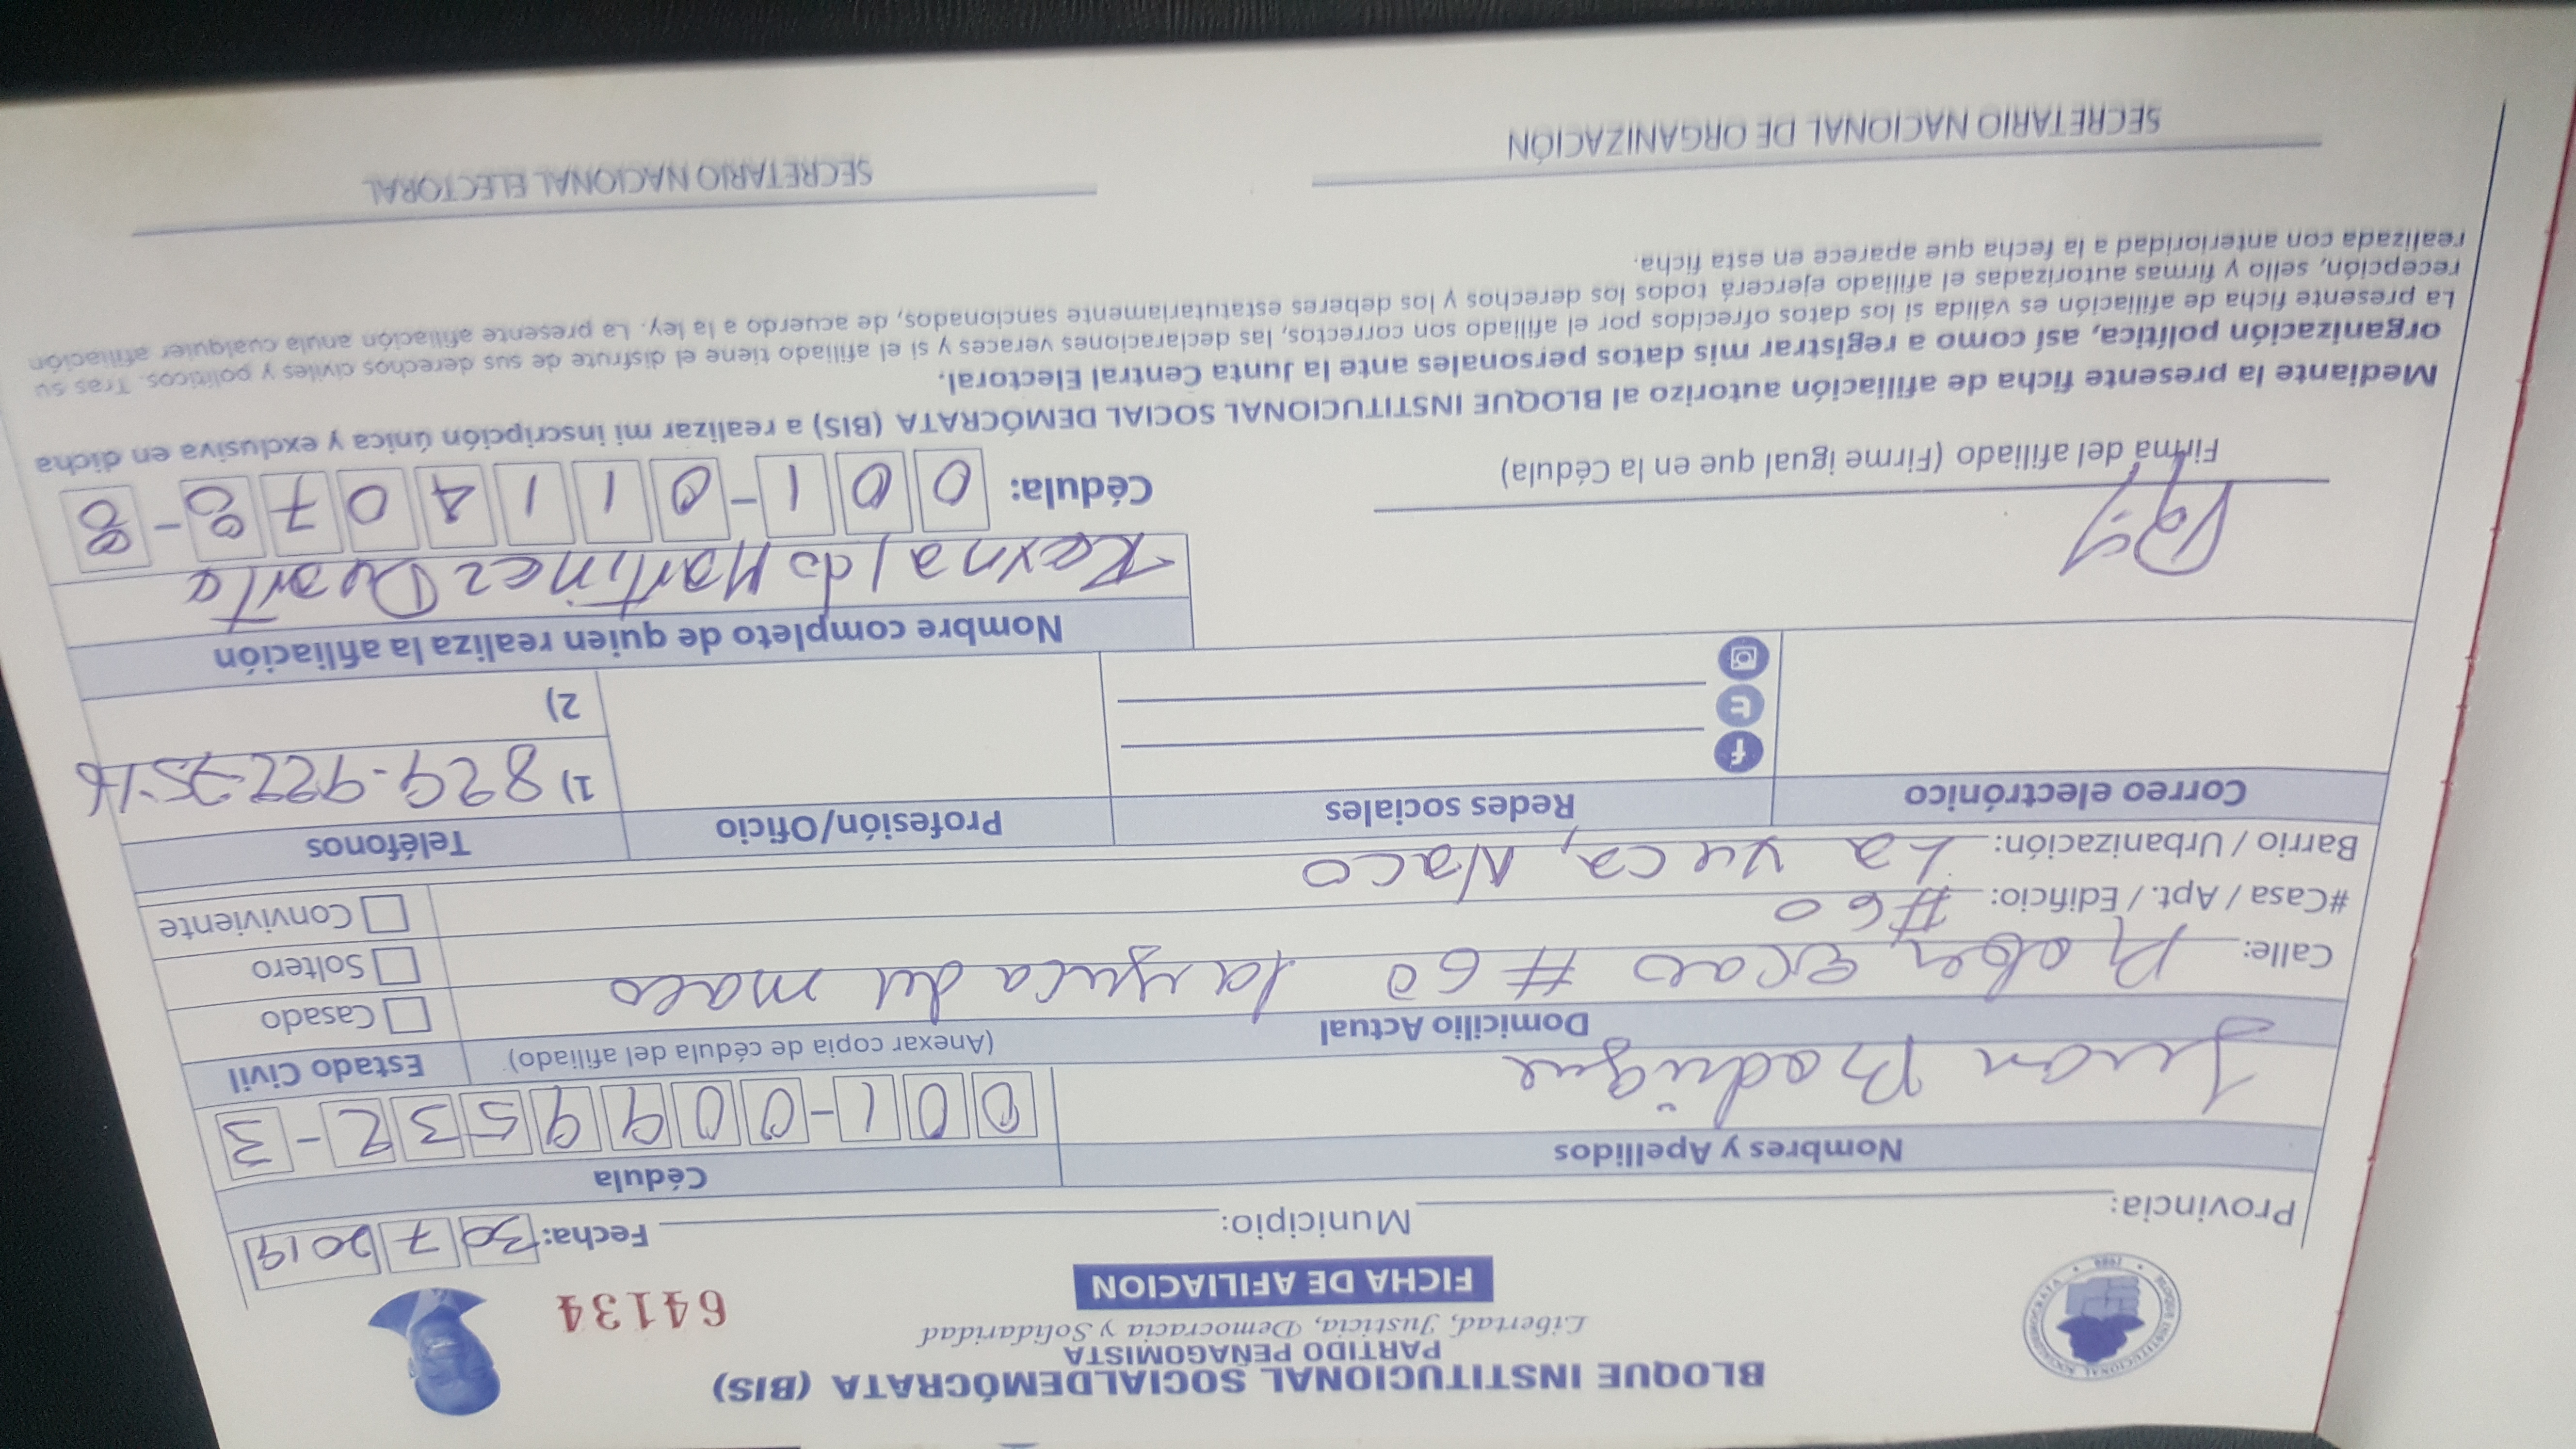 BLOQUE INSTITUCIONAL SOCIALDEMÓCRATA (BIS)
PARTIDO PEÑAGOMISTA
Libertad, Justicia, Democracia y Solidaridad
64134
FICHA DE AFILIACION
Provincia: Municipio: Fecha: 30 7 2019
Nombres y Apellidos Cédula
Juan Rodrigue 001-0099532-3
Domicilio Actual (Anexar copia de cédula del afiliado) Estado Civil
Calle: #60 la yuca del naco
Casado
#Casa / Apt. / Edificio: #60
Soltero
Barrio / Urbanización: La Yuca, Naco
Conviviente
Correo electrónico Redes sociales Profesión/Oficio Teléfonos
1) 829-922-
2)
Nombre completo de quien realiza la afiliación
Reynaldo Martinez Duarte
Firma del afiliado (Firme igual que en la Cédula) Cédula: 001-0114078-8
Mediante la presente ficha de afiliación autorizo al BLOQUE INSTITUCIONAL SOCIAL DEMÓCRATA (BIS) a realizar mi inscripción única y exclusiva en dicha
organización política, así como a registrar mis datos personales ante la Junta Central Electoral.
La presente ficha de afiliación es válida si los datos ofrecidos por el afiliado son correctos, las declaraciones veraces y si el afiliado tiene el disfrute de sus derechos civiles y políticos. Tras su
recepción, sello y firmas autorizadas el afiliado ejercerá todos los derechos y los deberes estatutariamente sancionados, de acuerdo a la ley. La presente afiliación anula cualquier afiliación
realizada con anterioridad a la fecha que aparece en esta ficha.
SECRETARIO NACIONAL DE ORGANIZACIÓN SECRETARIO NACIONAL ELECTORAL